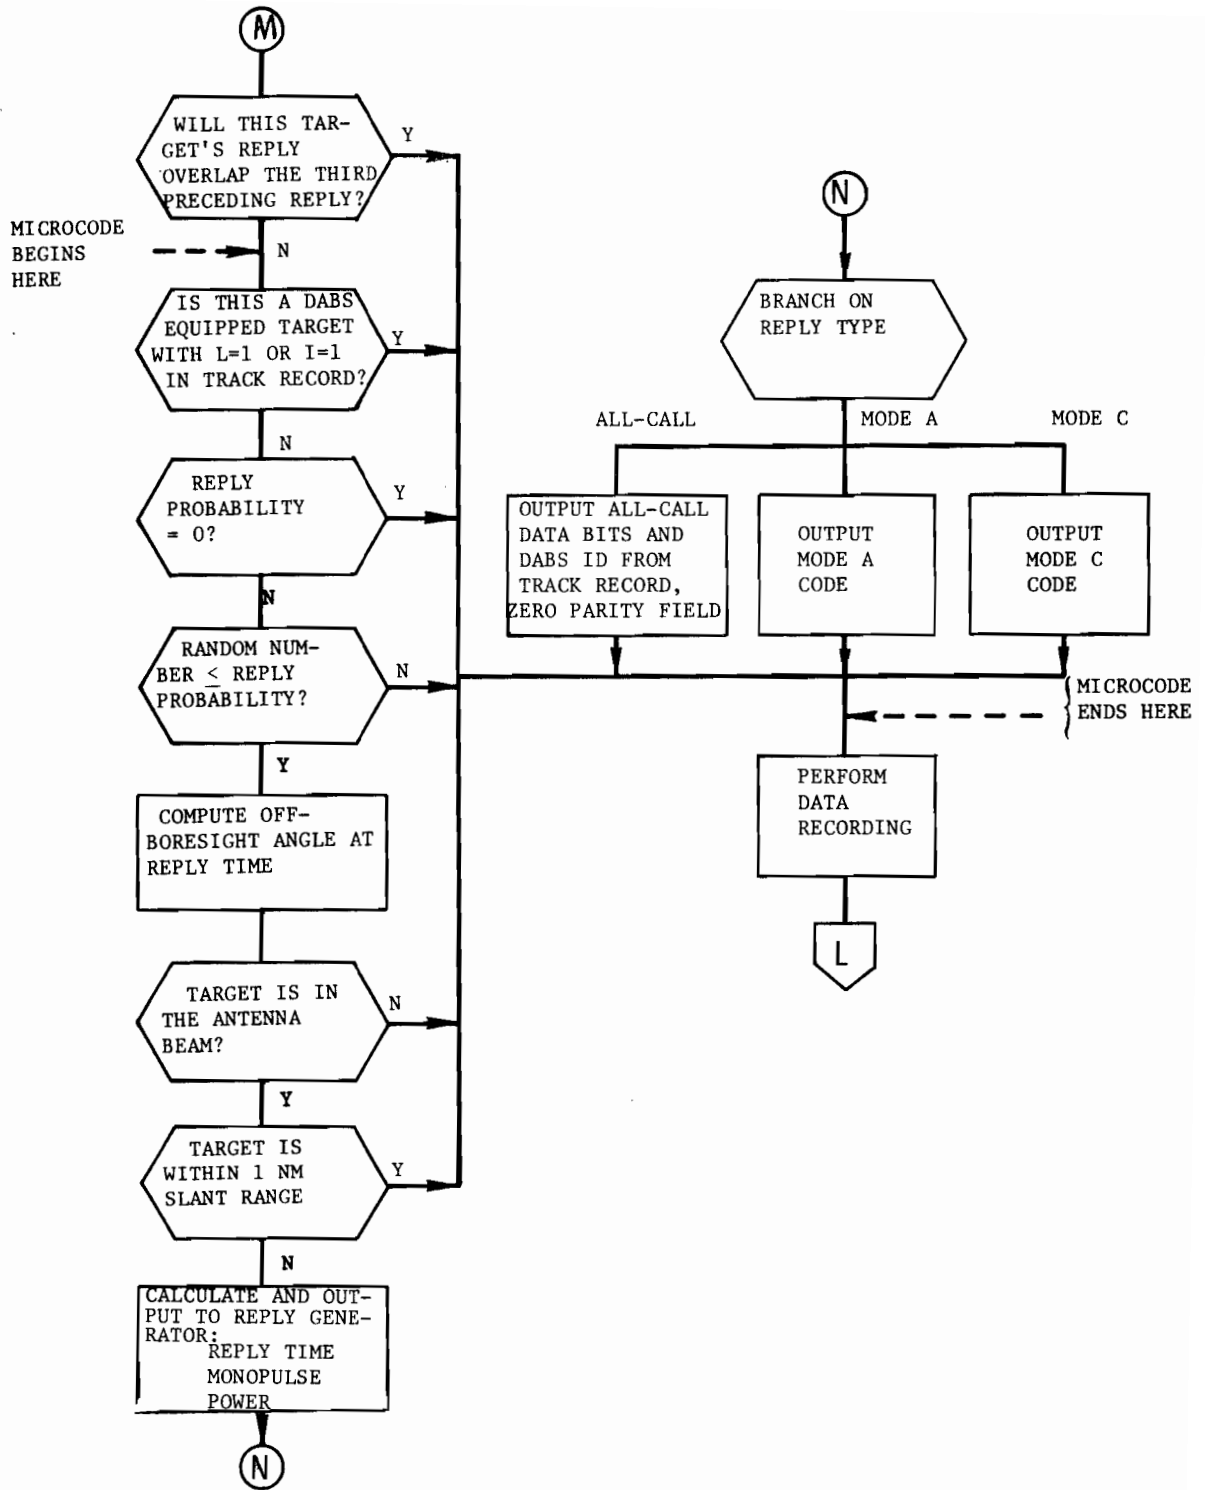 M
WILL THIS TAR-
GET'S REPLY
OVERLAP THE THIRD
PRECEDING REPLY?
Y
MICROCODE
BEGINS
HERE
N
IS THIS A DABS
EQUIPPED TARGET
WITH L=1 OR I=1
IN TRACK RECORD?
Y
N
REPLY
PROBABILITY
= 0?
Y
N
RANDOM NUM-
BER ≤ REPLY
PROBABILITY?
N
Y
COMPUTE OFF-
BORESIGHT ANGLE AT
REPLY TIME
TARGET IS IN
THE ANTENNA
BEAM?
N
Y
TARGET IS
WITHIN 1 NM
SLANT RANGE
Y
N
CALCULATE AND OUT-
PUT TO REPLY GENE-
RATOR:
REPLY TIME
MONOPULSE
POWER
N
N
BRANCH ON
REPLY TYPE
ALL-CALL
MODE A
MODE C
OUTPUT ALL-CALL
DATA BITS AND
DABS ID FROM
TRACK RECORD,
ZERO PARITY FIELD
OUTPUT
MODE A
CODE
OUTPUT
MODE C
CODE
MICROCODE
ENDS HERE
PERFORM
DATA
RECORDING
L